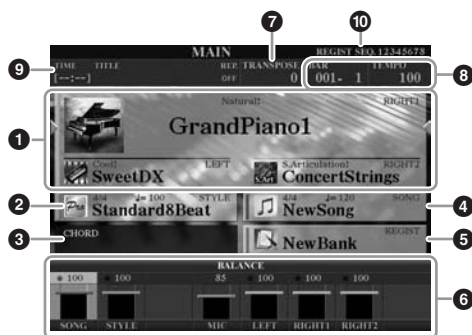 7 10
MAIN REGIST SEQ.12345678
9 TIME TITLE REP. TRANSPOSE BAR TEMPO 8
[--:--] OFF 0 001- 1 100
1 Natural! RIGHT1
GrandPiano1
Cool! LEFT S.Articulation! RIGHT2
SweetDX ConcertStrings
2 4/4 ♩= 100 STYLE 4/4 ♩= 120 SONG 4
Pro Standard8Beat NewSong
3 CHORD REGIST 5
NewBank
BALANCE 6
100 100 85 100 100 100
SONG STYLE MIC LEFT RIGHT1 RIGHT2